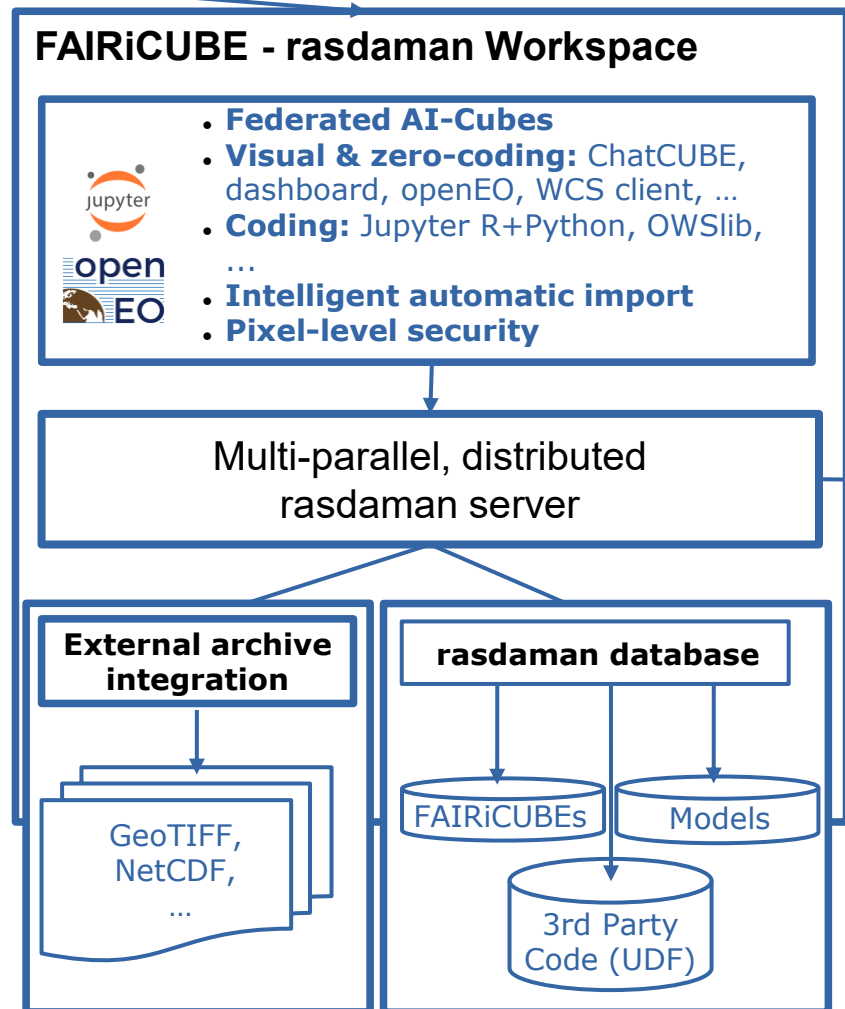 FAIRiCUBE - rasdaman Workspace
jupyter
open
EO
• Federated AI-Cubes
• Visual & zero-coding: ChatCUBE,
dashboard, openEO, WCS client, …
• Coding: Jupyter R+Python, OWSlib,
…
• Intelligent automatic import
• Pixel-level security
Multi-parallel, distributed
rasdaman server
External archive
integration
GeoTIFF,
NetCDF,
…
rasdaman database
FAIRiCUBEs
Models
3rd Party
Code (UDF)